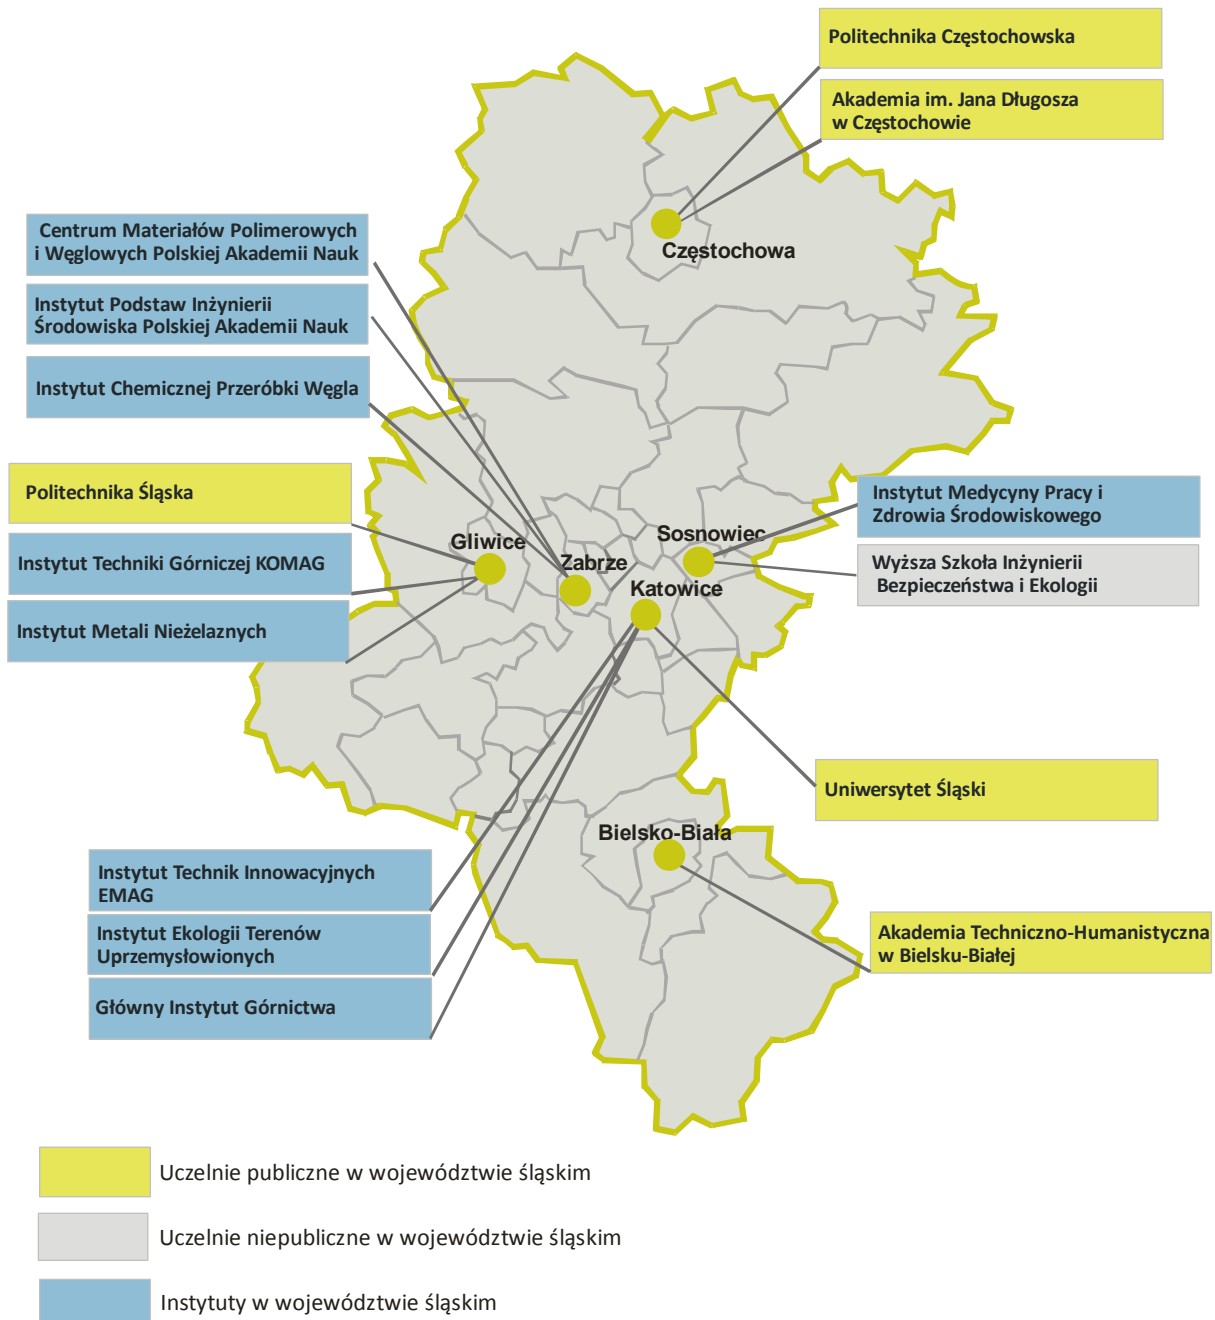 Politechnika Częstochowska
Akademia im. Jana Długosza
w Częstochowie
Częstochowa
Centrum Materiałów Polimerowych
i Węglowych Polskiej Akademii Nauk
Instytut Podstaw Inżynierii
Środowiska Polskiej Akademii Nauk
Instytut Chemicznej Przeróbki Węgla
Politechnika Śląska
Instytut Techniki Górniczej KOMAG
Instytut Metali Nieżelaznych
Gliwice
Zabrze
Sosnowiec
Katowice
Instytut Medycyny Pracy i
Zdrowia Środowiskowego
Wyższa Szkoła Inżynierii
Bezpieczeństwa i Ekologii
Uniwersytet Śląski
Bielsko-Biała
Instytut Technik Innowacyjnych
EMAG
Instytut Ekologii Terenów
Uprzemysłowionych
Główny Instytut Górnictwa
Akademia Techniczno-Humanistyczna
w Bielsku-Białej
Uczelnie publiczne w województwie śląskim
Uczelnie niepubliczne w województwie śląskim
Instytuty w województwie śląskim